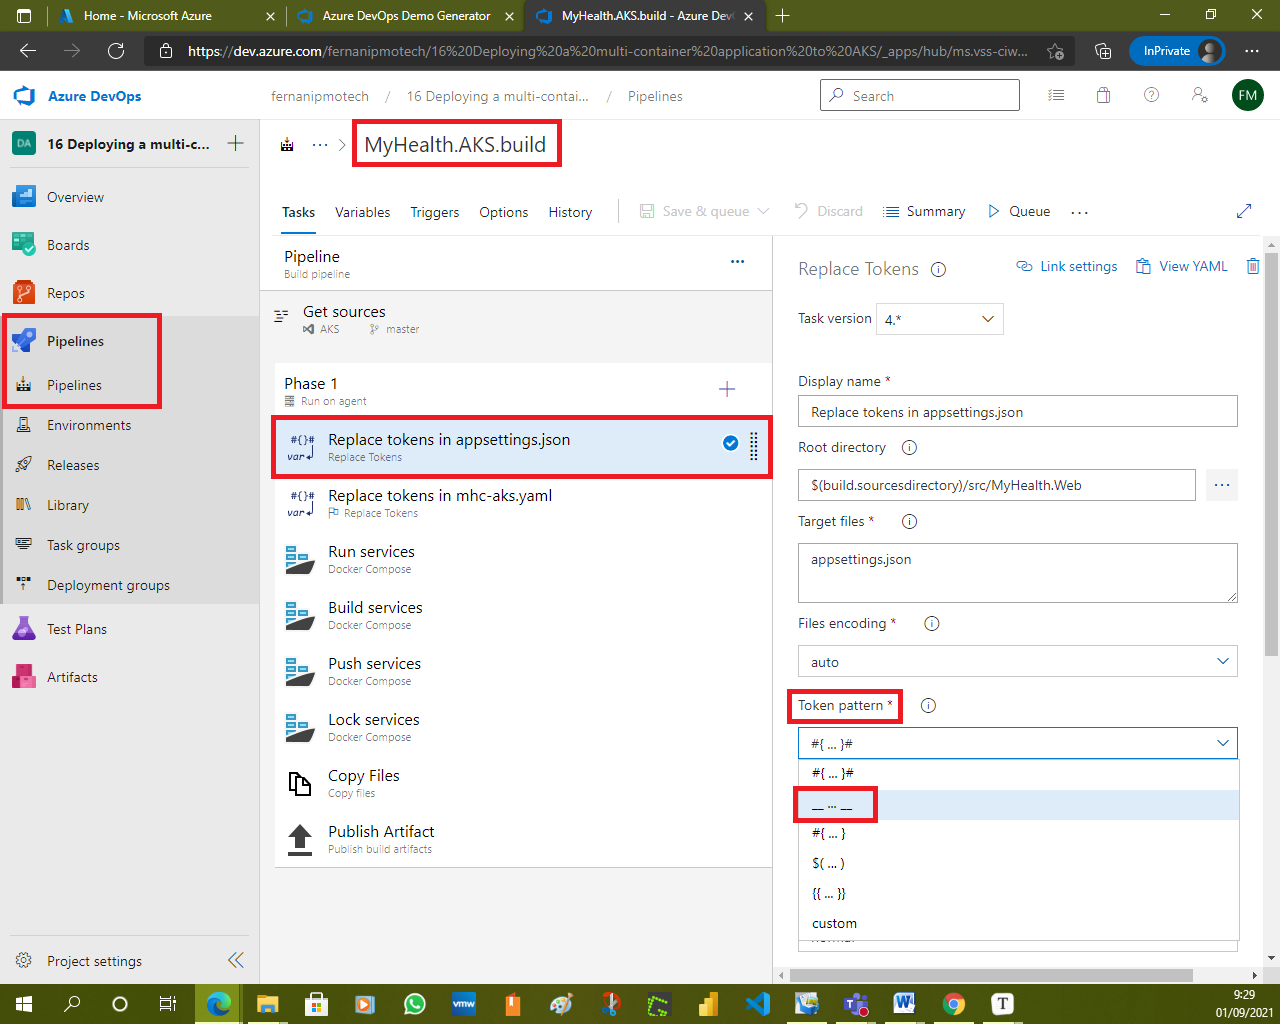 Home - Microsoft Azure
Azure DevOps Demo Generator
MyHealth.AKS.build - Azure Dev
https://dev.azure.com/fernanipmotech/16%20Deploying%20a%20multi-container%20application%20to%20AKS/_apps/hub/ms.vss-ciw...
InPrivate
Azure DevOps
fernanipmotech / 16 Deploying a multi-contai... / Pipelines
Search
FM
DA
16 Deploying a multi-c...
MyHealth.AKS.build
Overview
Boards
Repos
Pipelines
Pipelines
Environments
Releases
Library
Task groups
Deployment groups
Test Plans
Artifacts
Project settings
Tasks
Variables
Triggers
Options
History
Save & queue
Discard
Summary
Queue
Pipeline
Build pipeline
Get sources
AKS
master
Phase 1
Run on agent
#{}#
var
Replace tokens in appsettings.json
Replace Tokens
#{}#
var
Replace tokens in mhc-aks.yaml
Replace Tokens
Run services
Docker Compose
Build services
Docker Compose
Push services
Docker Compose
Lock services
Docker Compose
Copy Files
Copy files
Publish Artifact
Publish build artifacts
Replace Tokens
Link settings
View YAML
Task version
4.*
Display name *
Replace tokens in appsettings.json
Root directory
$(build.sourcesdirectory)/src/MyHealth.Web
Target files *
appsettings.json
Files encoding *
auto
Token pattern *
#{ ... }#
#{ ... }#
__ ... __
#{ ... }
$( ... )
{{ ... }}
custom
normal
vmw
T
W
T
9:29
01/09/2021